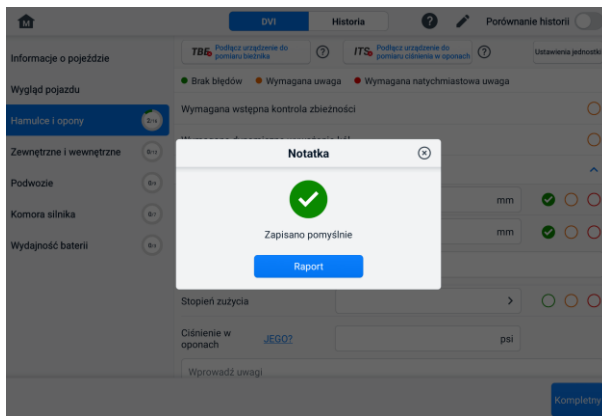 DVI
Historia
Porównanie historii
Informacje o pojeździe
Wygląd pojazdu
Hamulce i opony
Zewnętrzne i wewnętrzne
Podwozie
Komora silnika
Wydajność baterii
TBE Podłącz urządzenie do
pomiaru bieżnika
ITS Podłącz urządzenie do
pomiaru ciśnienia w oponach
Ustawienia jednostki
Brak błędów
Wymagana uwaga
Wymagana natychmiastowa uwaga
Wymagana wstępna kontrola zbieżności
Notatka
Zapisano pomyślnie
Raport
mm
mm
Stopień zużycia
Ciśnienie w
oponach
JEGO?
psi
Wprowadź uwagi
Kompletny